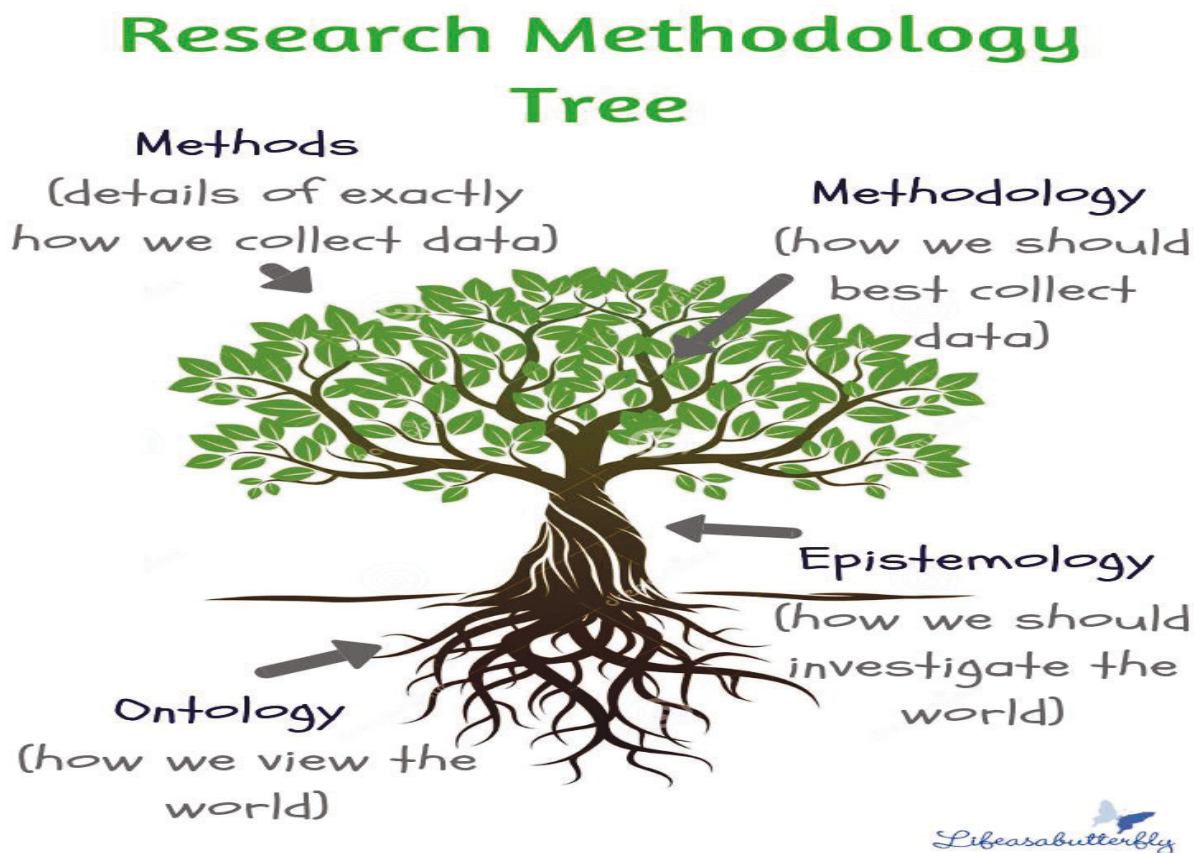 Research Methodology
Tree
Methods
(details of exactly
how we collect data)
Methodology
(how we should
best collect
data)
Epistemology
(how we should
investigate the
world)
Ontology
(how we view the
world)
Lifeasabutterfly